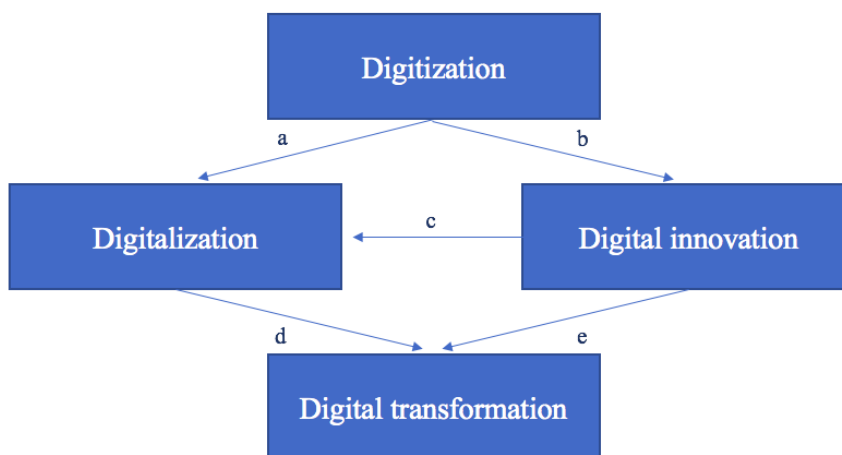 Digitization
a
b
Digitalization
c
Digital innovation
d
e
Digital transformation